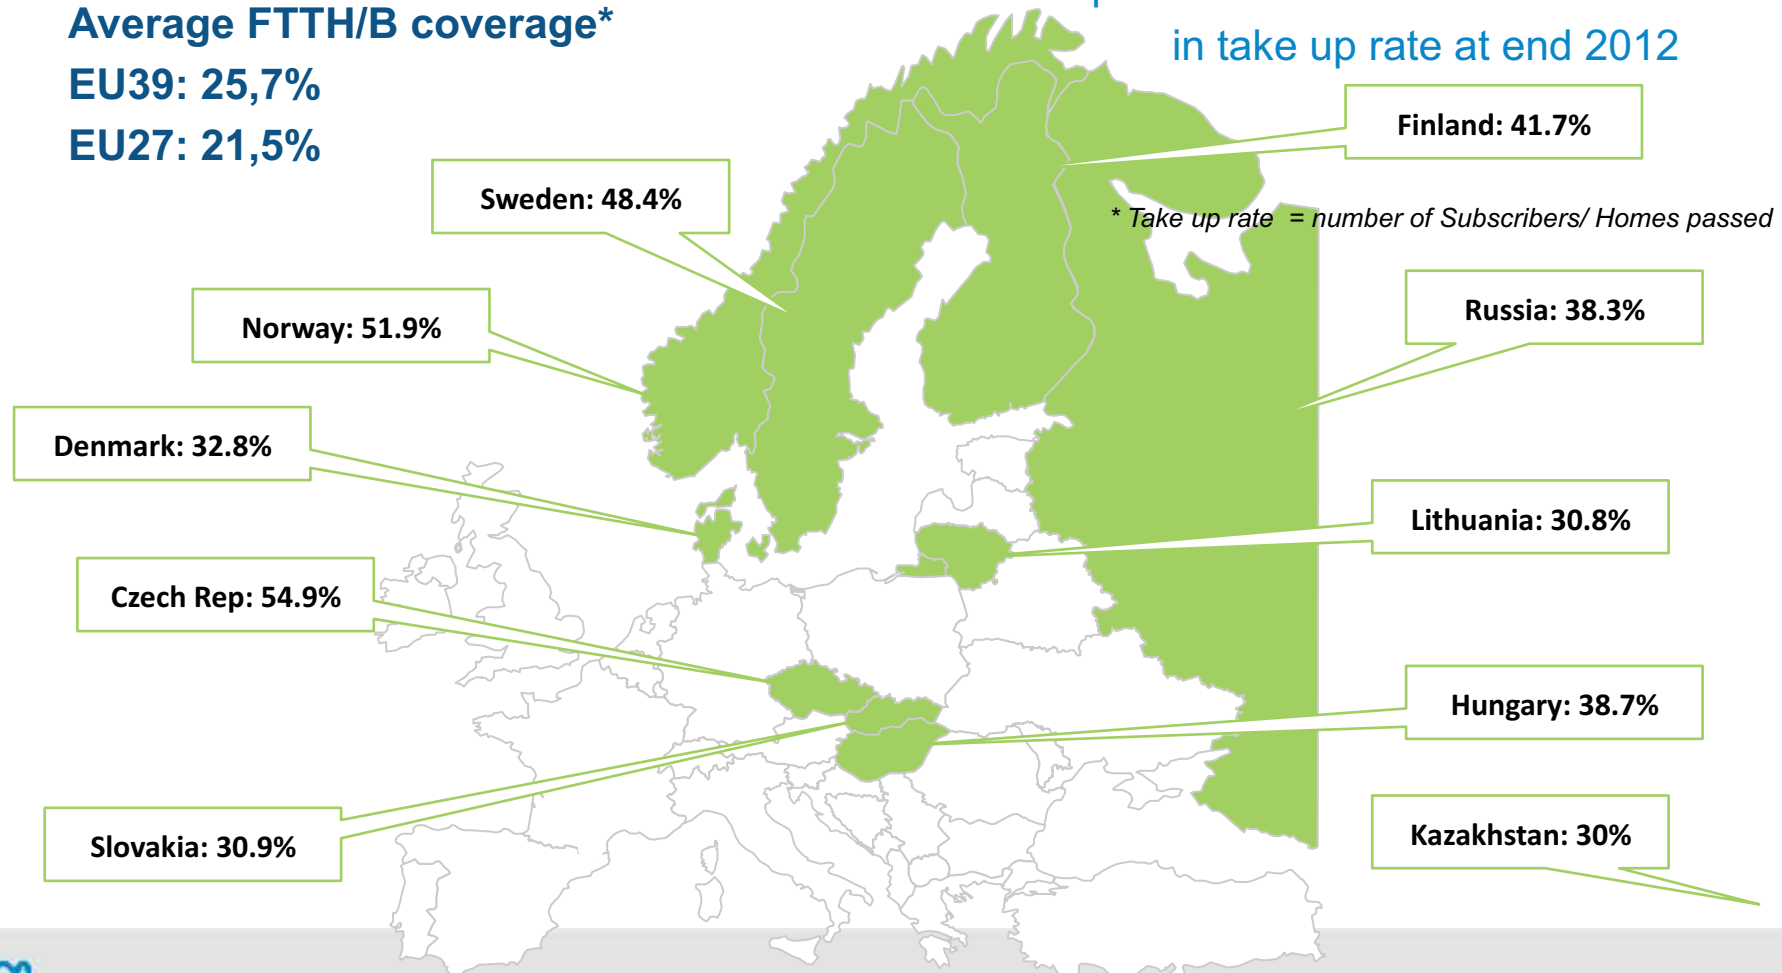 Average FTTH/B coverage*
EU39: 25,7%
EU27: 21,5%
in take up rate at end 2012
Finland: 41.7%
Sweden: 48.4%
* Take up rate = number of Subscribers/ Homes passed
Russia: 38.3%
Norway: 51.9%
Denmark: 32.8%
Lithuania: 30.8%
Czech Rep: 54.9%
Hungary: 38.7%
Slovakia: 30.9%
Kazakhstan: 30%